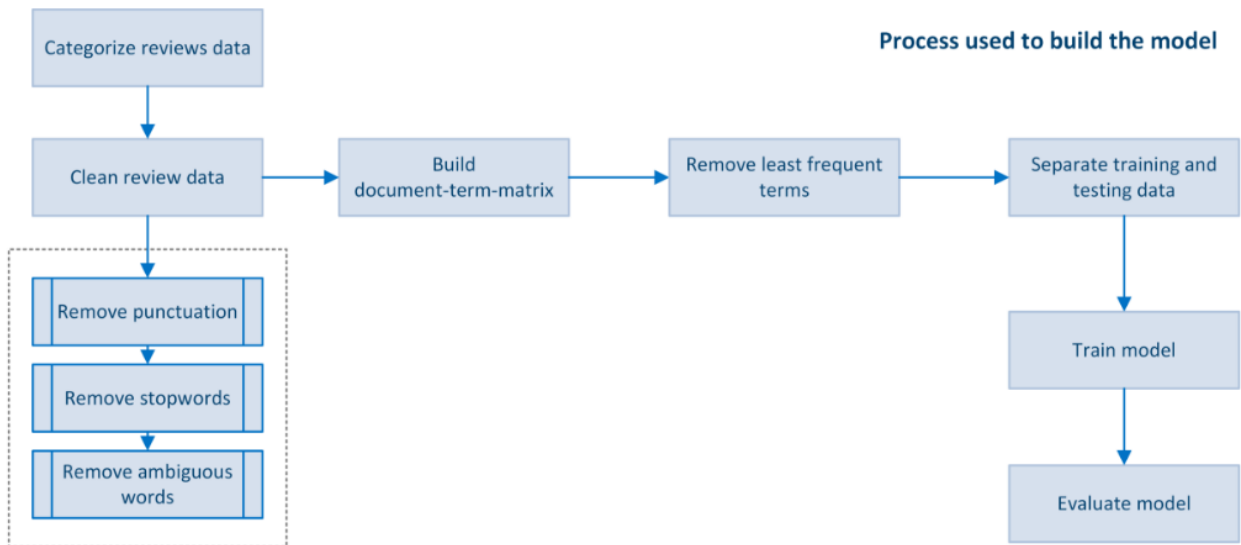 Categorize reviews data
Process used to build the model
Clean review data
Build
document-term-matrix
Remove least frequent
terms
Separate training and
testing data
Remove punctuation
Remove stopwords
Remove ambiguous
words
Train model
Evaluate model